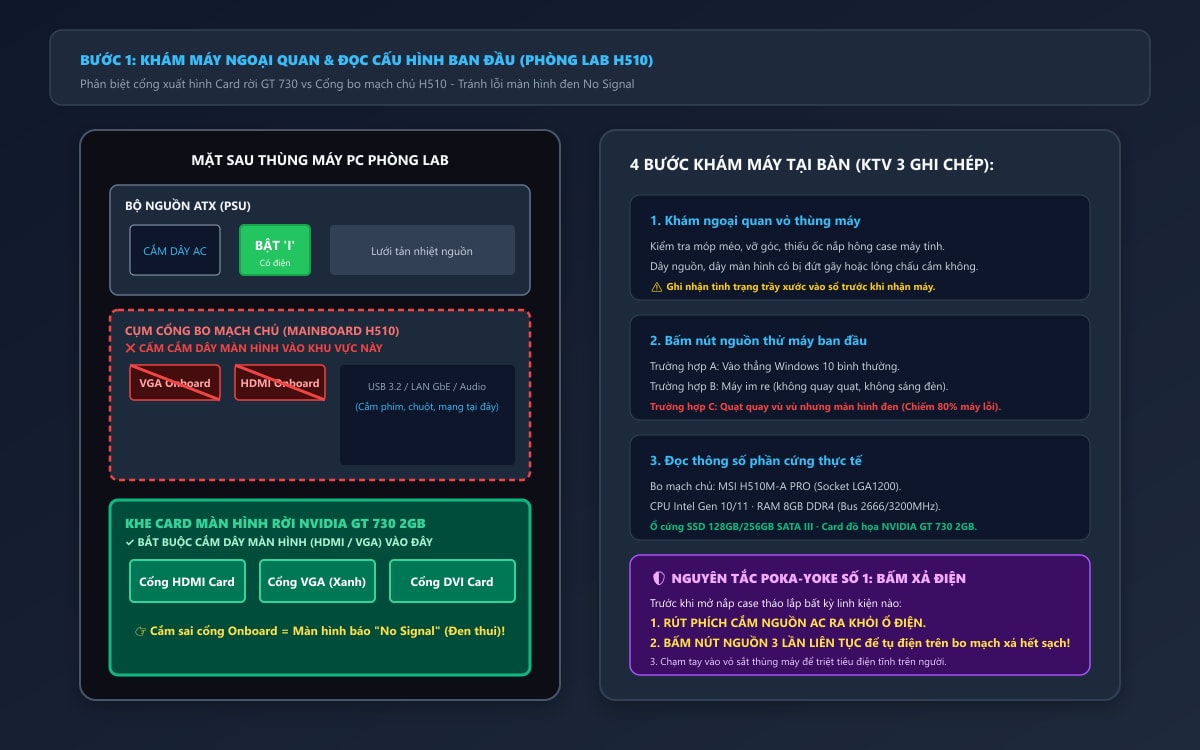 BƯỚC 1: KHÁM MÁY NGOẠI QUAN & ĐỌC CẤU HÌNH BAN ĐẦU (PHÒNG LAB H510)
Phân biệt cổng xuất hình Card rời GT 730 vs Cổng bo mạch chủ H510 - Tránh lỗi màn hình đen No Signal
MẶT SAU THÙNG MÁY PC PHÒNG LAB
BỘ NGUỒN ATX (PSU)
CẮM DÂY AC
BẬT 'I'
Có điện
Lưới tản nhiệt nguồn
CỤM CỔNG BO MẠCH CHỦ (MAINBOARD H510)
❌ CẤM CẮM DÂY MÀN HÌNH VÀO KHU VỰC NÀY
VGA Onboard
HDMI Onboard
USB 3.2 / LAN GbE / Audio
(Cắm phím, chuột, mạng tại đây)
KHE CARD MÀN HÌNH RỜI NVIDIA GT 730 2GB
✓ BẮT BUỘC CẮM DÂY MÀN HÌNH (HDMI / VGA) VÀO ĐÂY
Cổng HDMI Card
Cổng VGA (Xanh)
Cổng DVI Card
👉 Cắm sai cổng Onboard = Màn hình báo "No Signal" (Đen thui)!
4 BƯỚC KHÁM MÁY TẠI BÀN (KTV 3 GHI CHÉP):
1. Khám ngoại quan vỏ thùng máy
Kiểm tra móp méo, vỡ góc, thiếu ốc nắp hông case máy tính.
Dây nguồn, dây màn hình có bị đứt gãy hoặc lỏng chấu cắm không.
⚠ Ghi nhận tình trạng trầy xước vào sổ trước khi nhận máy.
2. Bấm nút nguồn thử máy ban đầu
Trường hợp A: Vào thẳng Windows 10 bình thường.
Trường hợp B: Máy im re (không quay quạt, không sáng đèn).
Trường hợp C: Quạt quay vù vù nhưng màn hình đen (Chiếm 80% máy lỗi).
3. Đọc thông số phần cứng thực tế
Bo mạch chủ: MSI H510M-A PRO (Socket LGA1200).
CPU Intel Gen 10/11 · RAM 8GB DDR4 (Bus 2666/3200MHz).
Ổ cứng SSD 128GB/256GB SATA III · Card đồ họa NVIDIA GT 730 2GB.
NGUYÊN TẮC POKA-YOKE SỐ 1: BẤM XẢ ĐIỆN
Trước khi mở nắp case tháo lắp bất kỳ linh kiện nào:
1. RÚT PHÍCH CẮM NGUỒN AC RA KHỎI Ổ ĐIỆN.
2. BẤM NÚT NGUỒN 3 LẦN LIÊN TỤC để tụ điện trên bo mạch xả hết sạch!
3. Chạm tay vào vỏ sắt thùng máy để triệt tiêu điện tĩnh trên người.